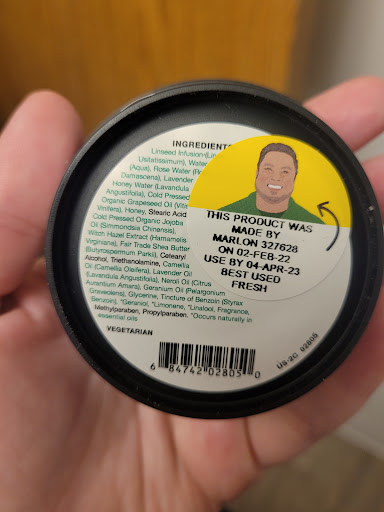 INGREDIENTS
Linseed Infusion
Usitatissimum), Water
(Aqua), Rose Water
Damascena), Lavender
Honey Water (Lavandula
Angustifolia), Cold Pressed
Organic Grapeseed Oil
Vinifera), Honey, Stearic Acid
Cold Pressed Organic Jojoba
Oil (Simmondsia Chinensis),
Witch Hazel Extract (Hamamelis
Virginiana), Fair Trade Shea Butter
(Butyrospermum Parkii), Cetearyl
Alcohol, Triethanolamine, Camellia
Oil (Camellia Oleifera), Lavender Oil
(Lavandula Angustifolia), Neroli Oil (Citrus
Aurantium Amara), Geranium Oil (Pelargonium
Graveolens), Glycerine, Tincture of Benzoin (Styrax
Benzoin), *Geraniol, *Limonene, *Linalool, Fragrance,
Methylparaben, Propylparaben. *Occurs naturally in
essential oils
VEGETARIAN
THIS PRODUCT WAS
MADE BY
MARLON 327628
ON 02-FEB-22
USE BY 04-APR-23
BEST USED
FRESH
6 84742 02805 0
US-20 02805